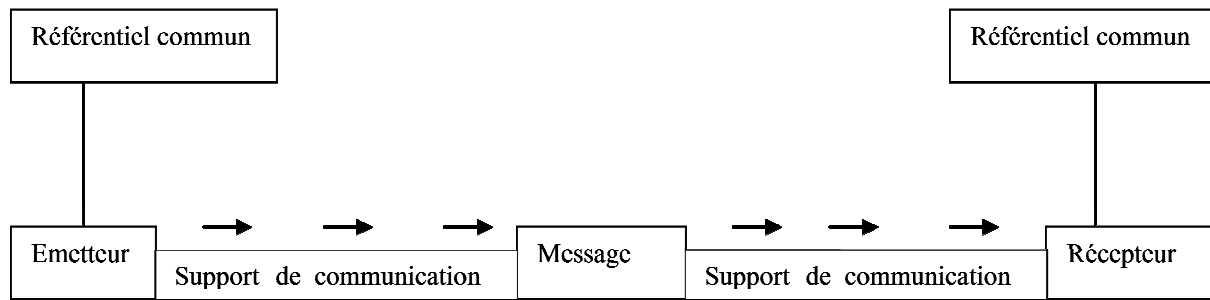 Référentiel commun
Référentiel commun
Emetteur
Support de communication
Message
Support de communication
Récepteur